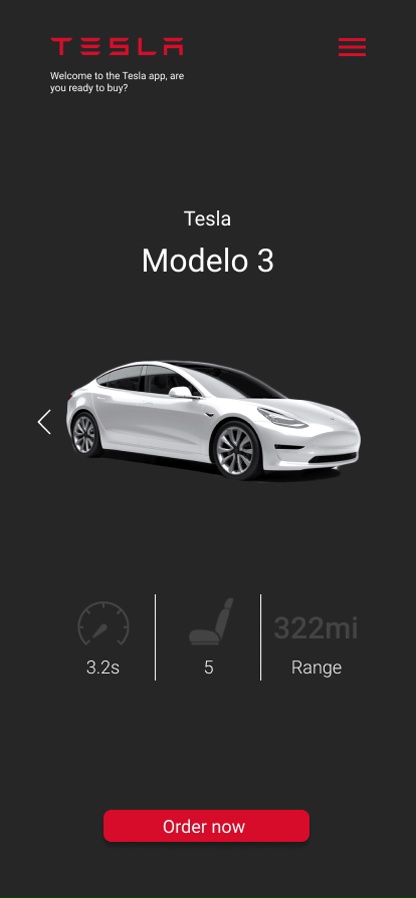 TESLA
Welcome to the Tesla app, are
you ready to buy?
Tesla
Modelo 3
322mi
3.2s
5
Range
Order now